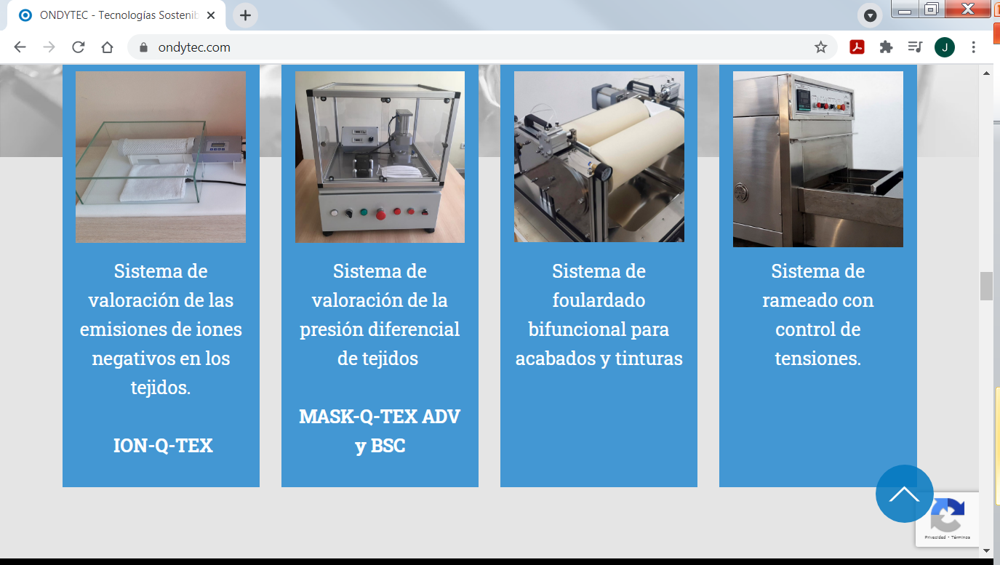 ONDYTEC - Tecnologías Sostenib
ondytec.com
J
Sistema de
valoración de las
emisiones de iones
negativos en los
tejidos.
ION-Q-TEX
Sistema de
valoración de la
presión diferencial
de tejidos
MASK-Q-TEX ADV
y BSC
Sistema de
foulardado
bifuncional para
acabados y tinturas
Sistema de
rameado con
control de
tensiones.
Privacidad - Términos